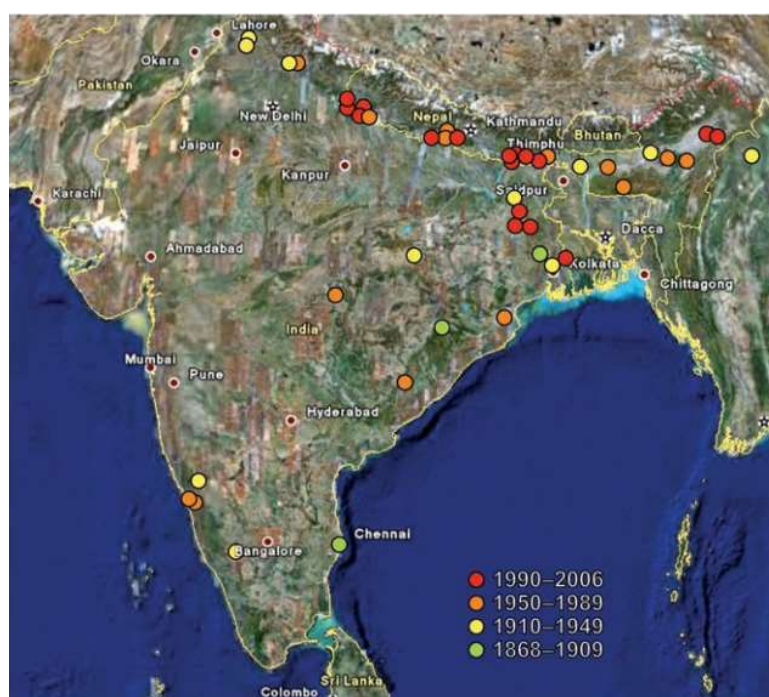 Lahore
Okara
Pakistan
New Delhi
Nepal
Kathmandu
Thimphu
Bhutan
Jaipur
Kanpur
Saidpur
Karachi
Dacca
Ahmadabad
Kolkata
Chittagong
India
Mumbai
Pune
Hyderabad
Chennai
Bangalore
1990–2006
1950–1989
1910–1949
1868–1909
Sri Lanka
Colombo